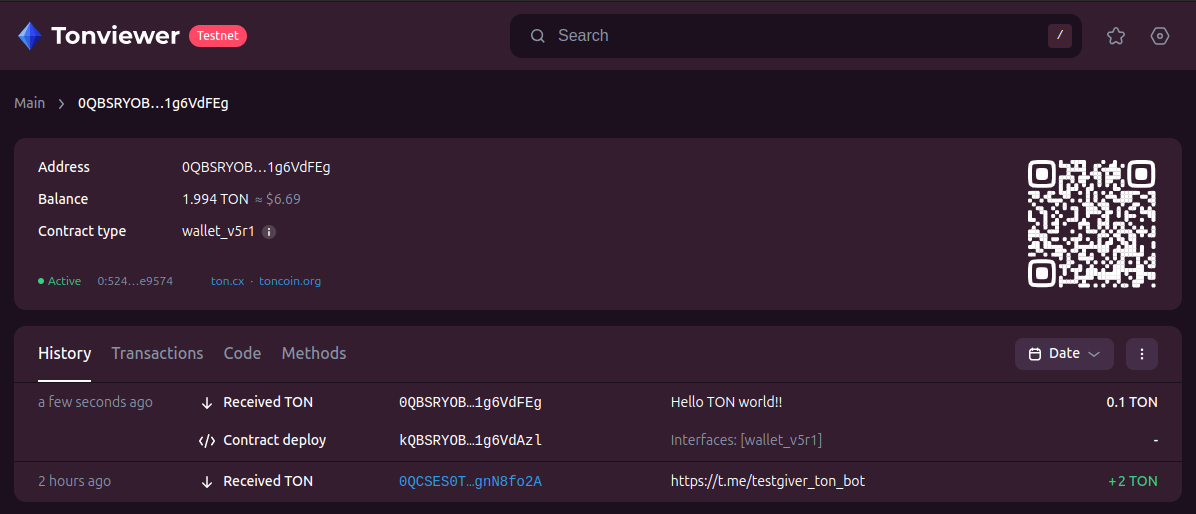 Tonviewer Testnet
Search /
Main > 0QBSRYOB…1g6VdFEg
Address 0QBSRYOB…1g6VdFEg
Balance 1.994 TON ≈ $6.69
Contract type wallet_v5r1 i
Active 0:524…e9574 ton.cx · toncoin.org
History Transactions Code Methods Date
a few seconds ago Received TON 0QBSRYOB…1g6VdFEg Hello TON world!! 0.1 TON
</> Contract deploy kQBSRYOB…1g6VdAzl Interfaces: [wallet_v5r1] -
2 hours ago Received TON 0QCSES0T…gnN8fo2A https://t.me/testgiver_ton_bot +2 TON